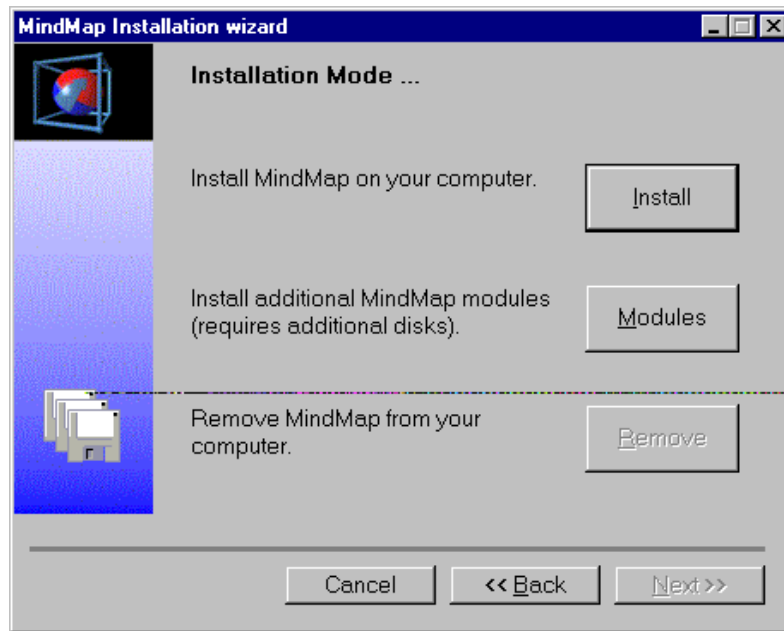 MindMap Installation wizard
Installation Mode ...
Install MindMap on your computer.
Install
Install additional MindMap modules
(requires additional disks).
Modules
Remove MindMap from your
computer.
Remove
Cancel
<< Back
Next >>